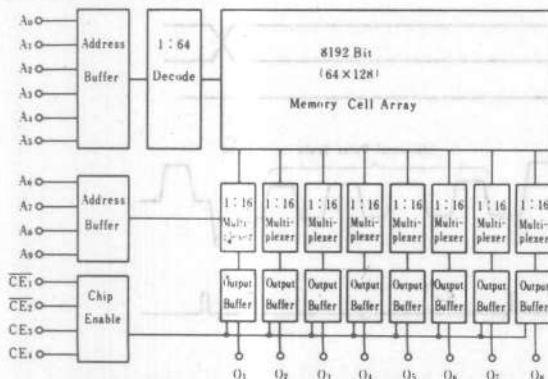 A₀
A₁
A₂
A₃
A₄
A₅
Address
Buffer
1:64
Decode
8192 Bit
(64×128)
Memory Cell Array
A₆
A₇
A₈
A₉
Address
Buffer
1:16
Multi-
plexer
1:16
Multi-
plexer
1:16
Multi-
plexer
1:16
Multi-
plexer
1:16
Multi-
plexer
1:16
Multi-
plexer
1:16
Multi-
plexer
1:16
Multi-
plexer
CE₁
CE₂
CE₃
CE₄
Chip
Enable
Output
Buffer
Output
Buffer
Output
Buffer
Output
Buffer
Output
Buffer
Output
Buffer
Output
Buffer
Output
Buffer
O₁
O₂
O₃
O₄
O₅
O₆
O₇
O₈